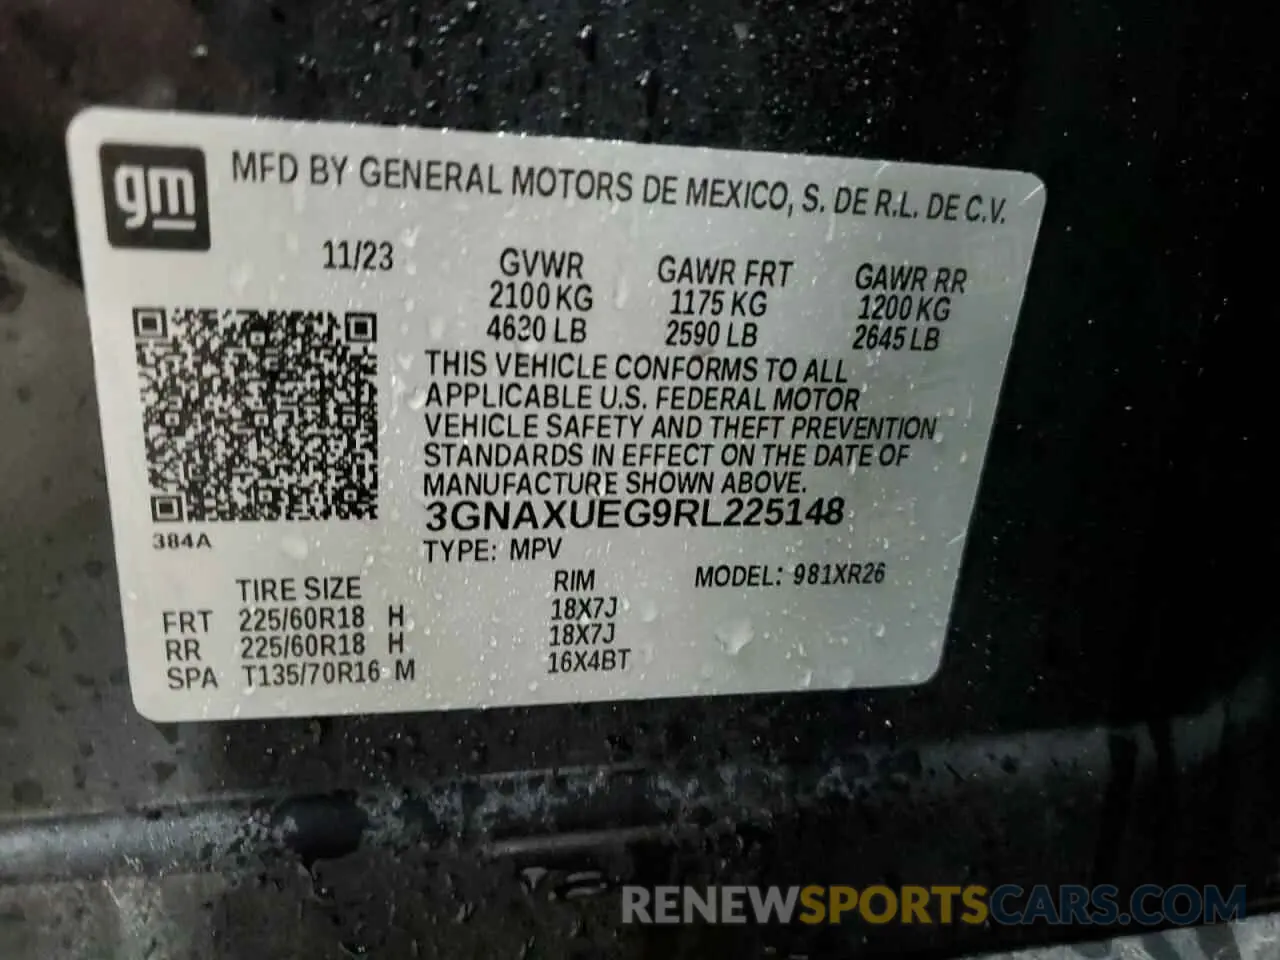 gm
MFD BY GENERAL MOTORS DE MEXICO, S. DE R.L. DE C.V.
11/23 GVWR GAWR FRT GAWR RR
2100 KG 1175 KG 1200 KG
4630 LB 2590 LB 2645 LB
THIS VEHICLE CONFORMS TO ALL
APPLICABLE U.S. FEDERAL MOTOR
VEHICLE SAFETY AND THEFT PREVENTION
STANDARDS IN EFFECT ON THE DATE OF
MANUFACTURE SHOWN ABOVE.
3GNAXUEG9RL225148
384A
TYPE: MPV
TIRE SIZE RIM MODEL: 981XR26
FRT 225/60R18 H 18X7J
RR 225/60R18 H 18X7J
SPA T135/70R16 M 16X4BT
RENEWSPORTSCARS.COM